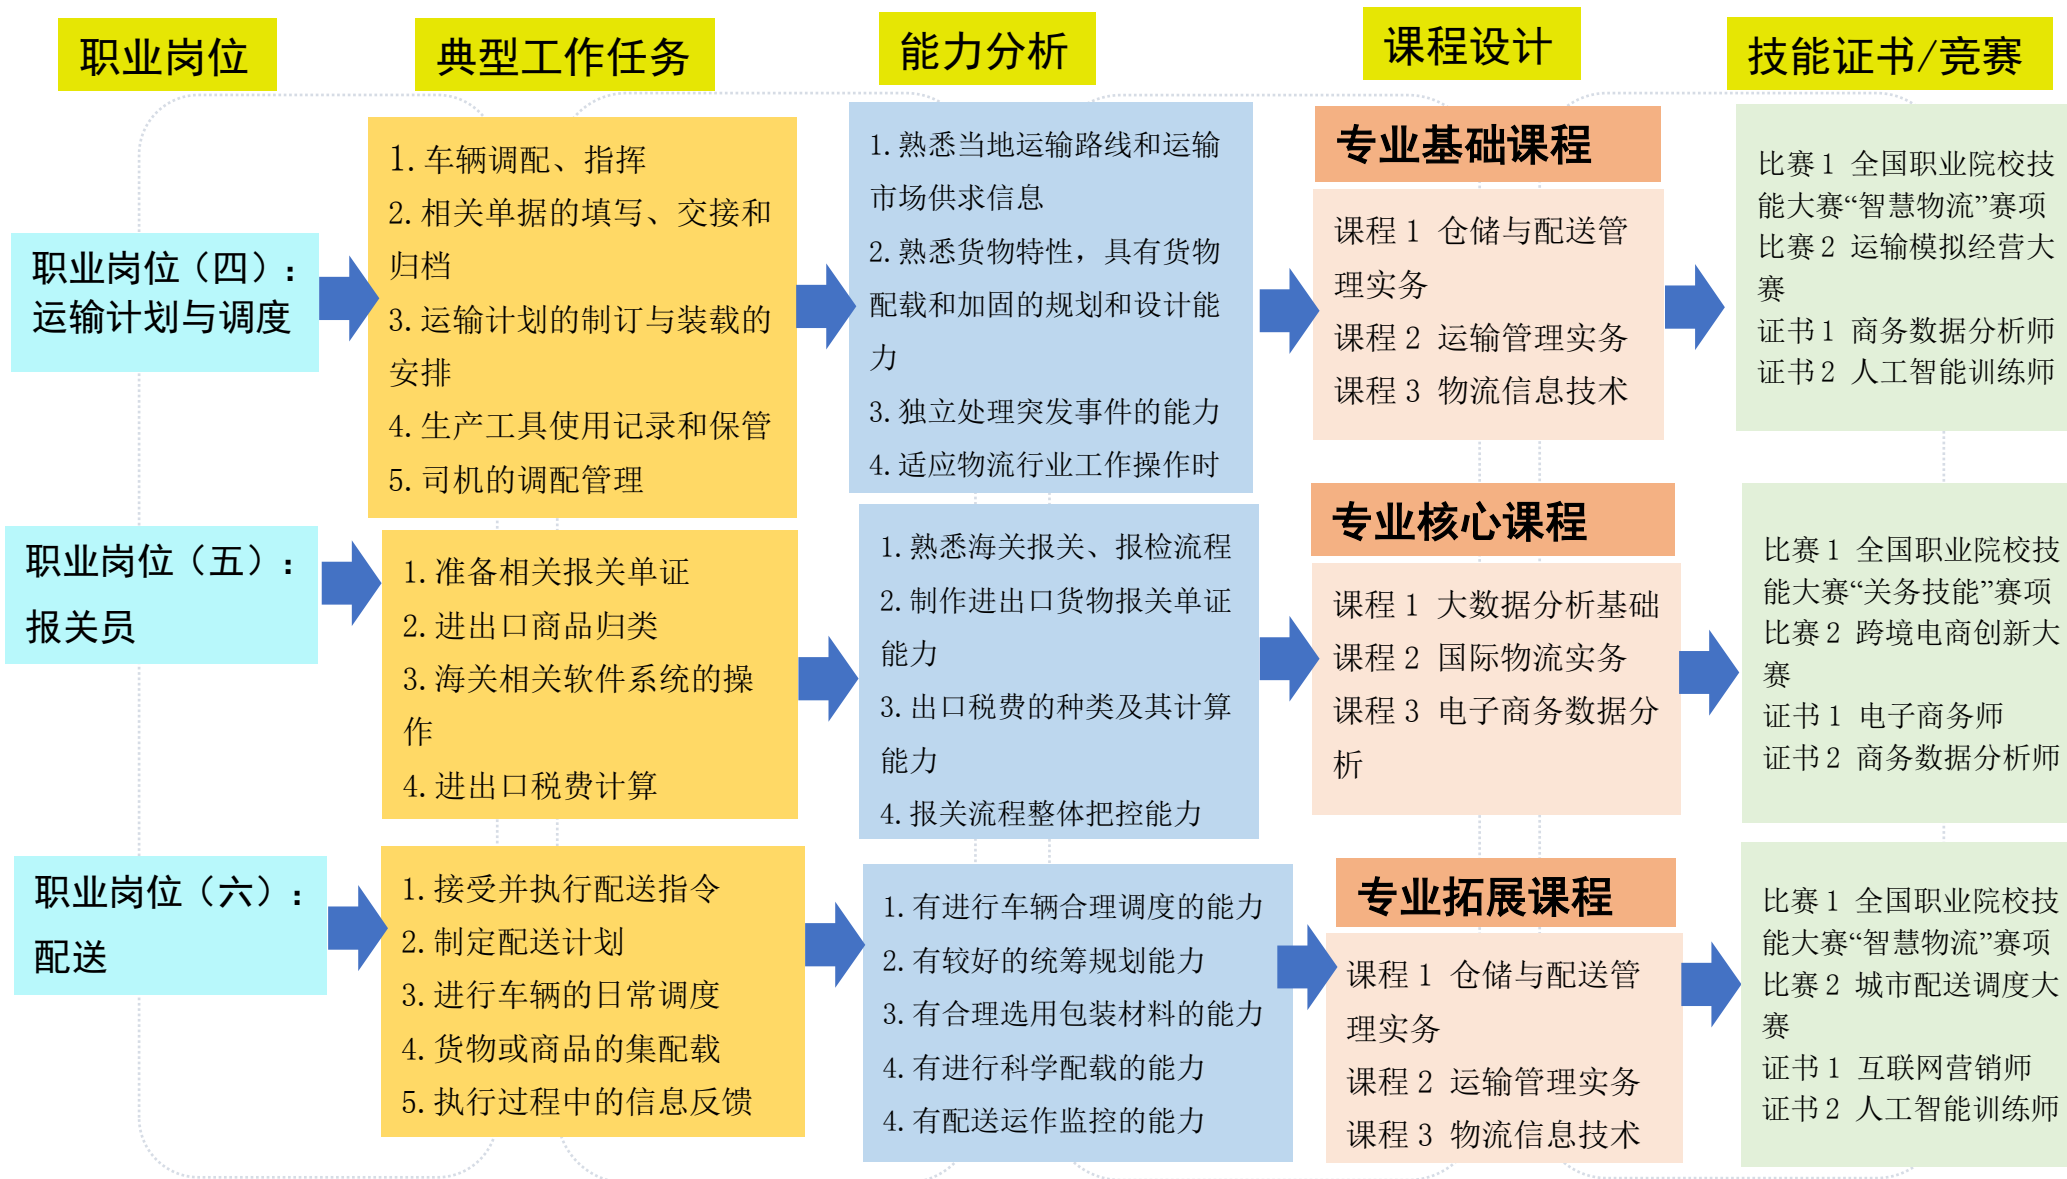 职业岗位
典型工作任务
能力分析
课程设计
技能证书/竞赛
职业岗位（四）：
运输计划与调度
1.车辆调配、指挥
2.相关单据的填写、交接和
归档
3.运输计划的制订与装载的
安排
4.生产工具使用记录和保管
5.司机的调配管理
1.熟悉当地运输路线和运输
市场供求信息
2.熟悉货物特性，具有货物
配载和加固的规划和设计能
力
3.独立处理突发事件的能力
4.适应物流行业工作操作时
专业基础课程
课程 1 仓储与配送管
理实务
课程 2 运输管理实务
课程 3 物流信息技术
比赛 1 全国职业院校技
能大赛“智慧物流”赛项
比赛 2 运输模拟经营大
赛
证书 1 商务数据分析师
证书 2 人工智能训练师
职业岗位（五）：
报关员
1.准备相关报关单证
2.进出口商品归类
3.海关相关软件系统的操
作
4.进出口税费计算
1.熟悉海关报关、报检流程
2.制作进出口货物报关单证
能力
3.出口税费的种类及其计算
能力
4.报关流程整体把控能力
专业核心课程
课程 1 大数据分析基础
课程 2 国际物流实务
课程 3 电子商务数据分
析
比赛 1 全国职业院校技
能大赛“关务技能”赛项
比赛 2 跨境电商创新大
赛
证书 1 电子商务师
证书 2 商务数据分析师
职业岗位（六）：
配送
1.接受并执行配送指令
2.制定配送计划
3.进行车辆的日常调度
4.货物或商品的集配载
5.执行过程中的信息反馈
1.有进行车辆合理调度的能力
2.有较好的统筹规划能力
3.有合理选用包装材料的能力
4.有进行科学配载的能力
4.有配送运作监控的能力
专业拓展课程
课程 1 仓储与配送管
理实务
课程 2 运输管理实务
课程 3 物流信息技术
比赛 1 全国职业院校技
能大赛“智慧物流”赛项
比赛 2 城市配送调度大
赛
证书 1 互联网营销师
证书 2 人工智能训练师